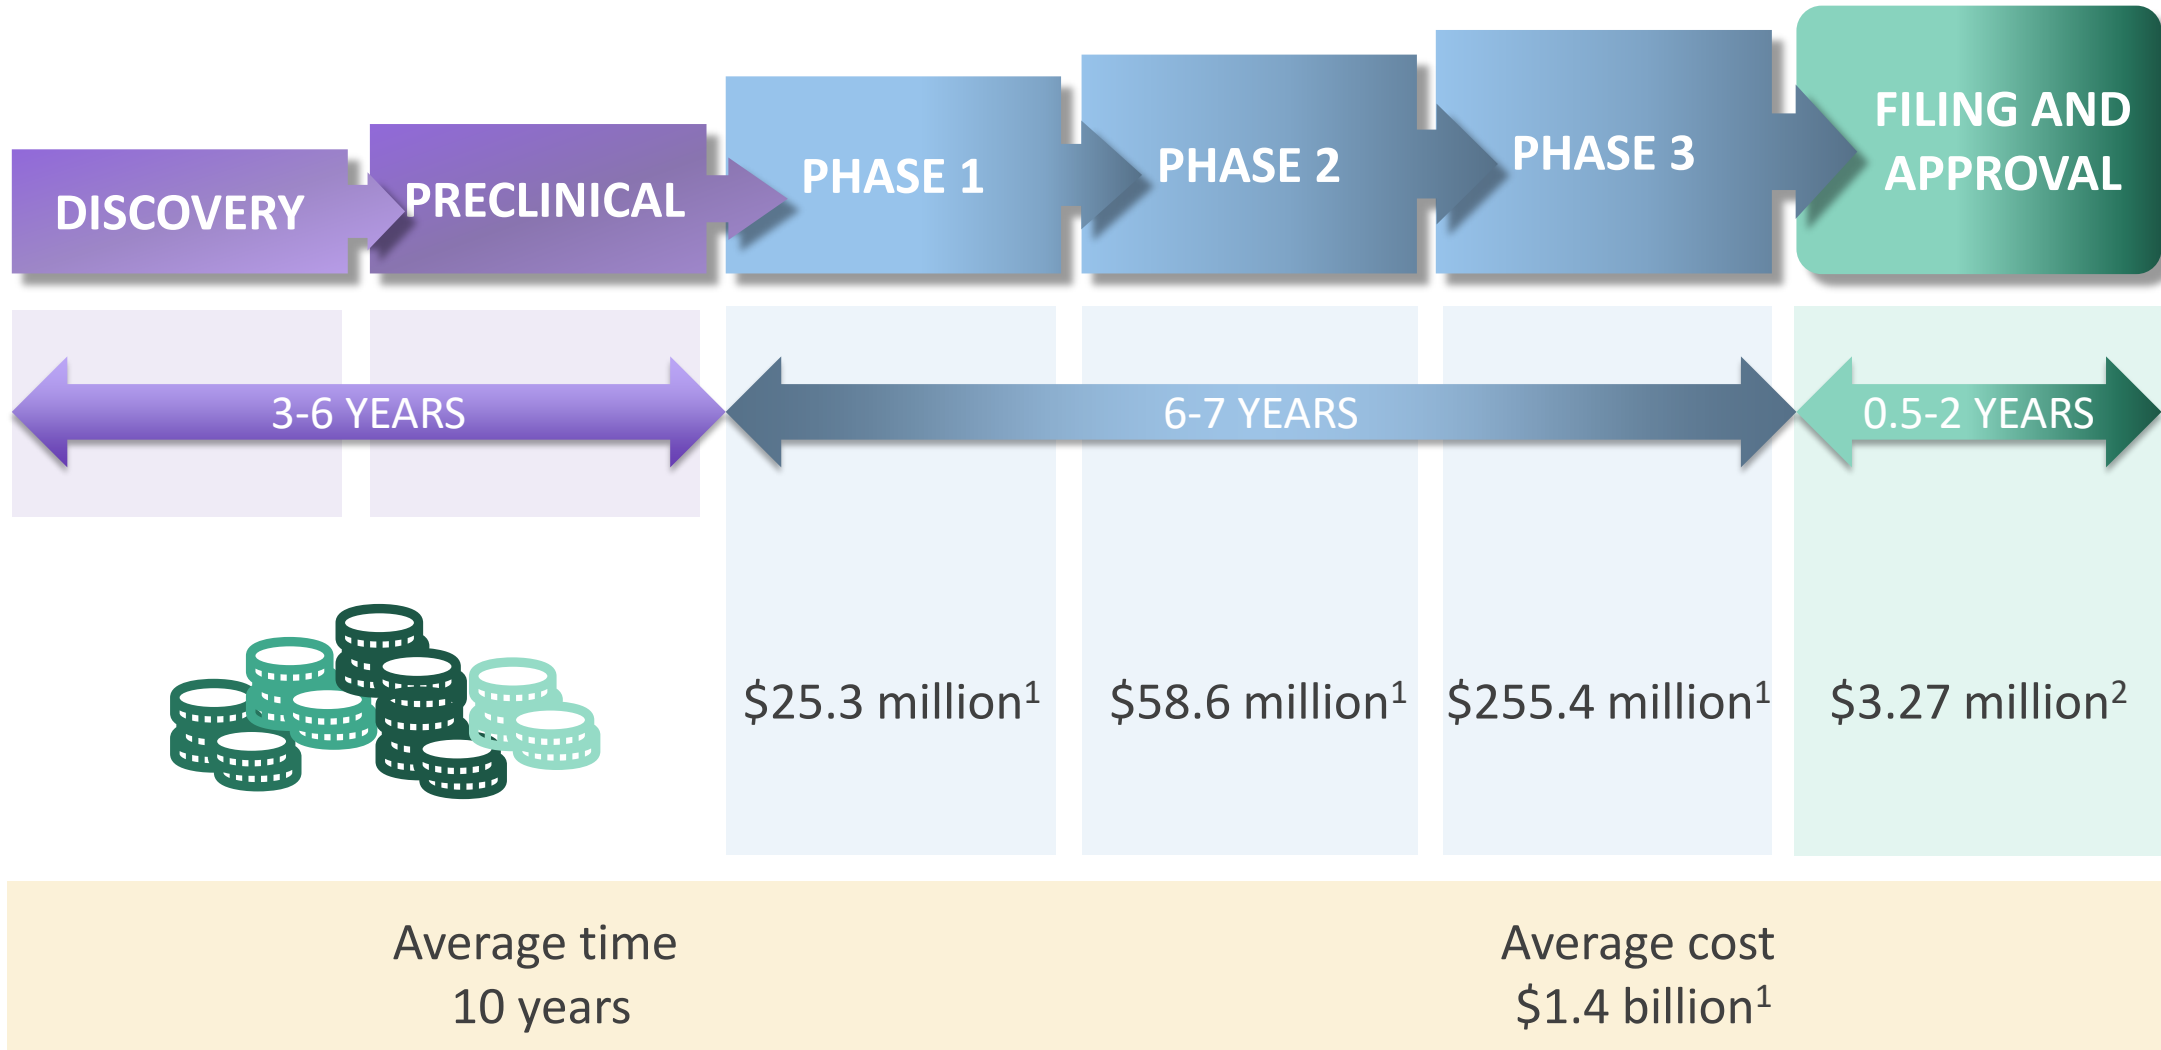 DISCOVERY
PRECLINICAL
PHASE 1
PHASE 2
PHASE 3
FILING AND
APPROVAL
3-6 YEARS
6-7 YEARS
0.5-2 YEARS
$25.3 million¹
$58.6 million¹
$255.4 million¹
$3.27 million²
Average time
10 years
Average cost
$1.4 billion¹